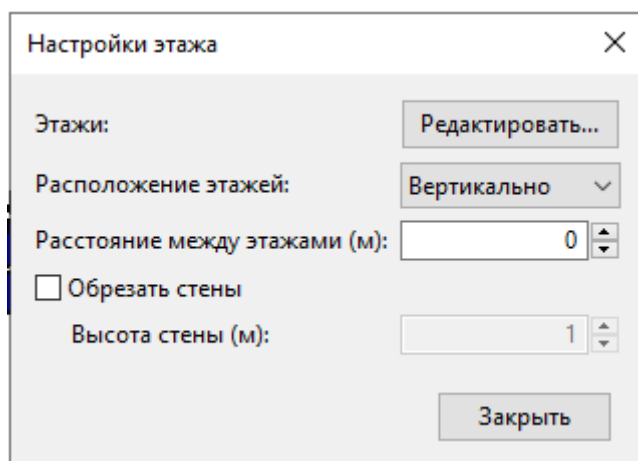 Настройки этажа
Этажи: Редактировать...
Расположение этажей: Вертикально
Расстояние между этажами (м): 0
Обрезать стены
Высота стены (м): 1
Закрыть